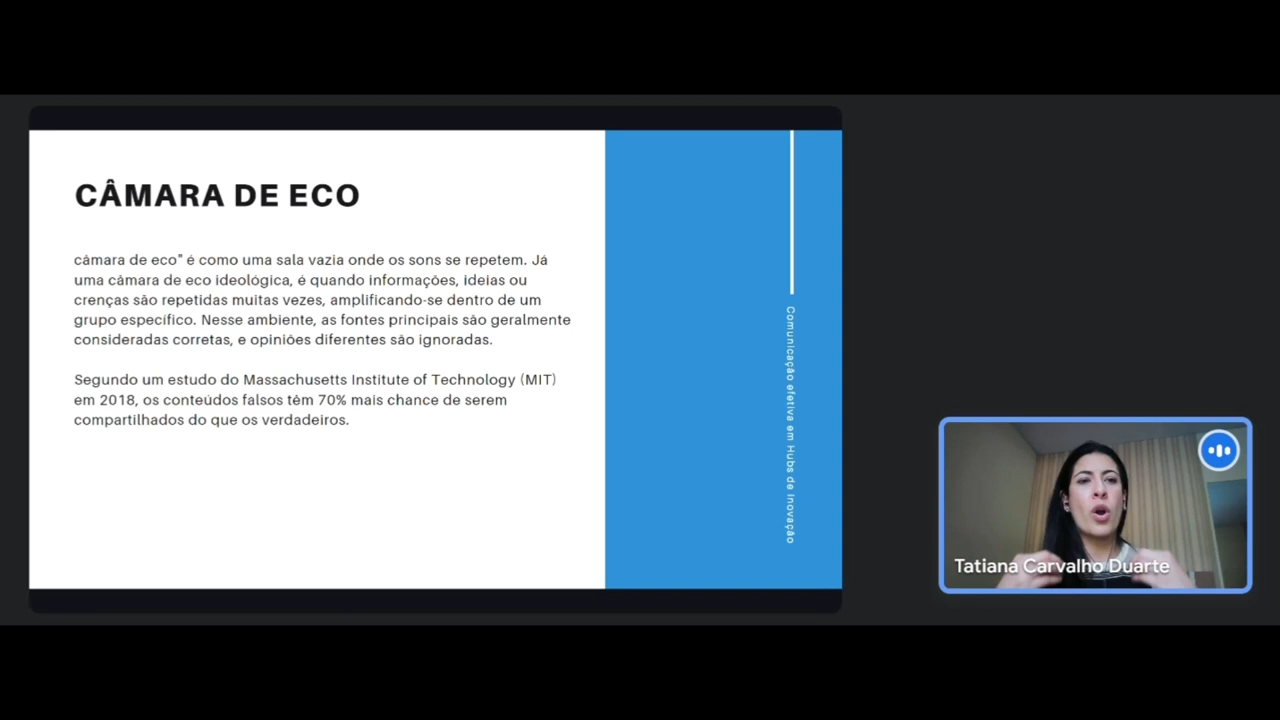 CÂMARA DE ECO
câmara de eco" é como uma sala vazia onde os sons se repetem. Já
uma câmara de eco ideológica, é quando informações, ideias ou
crenças são repetidas muitas vezes, amplificando-se dentro de um
grupo específico. Nesse ambiente, as fontes principais são geralmente
consideradas corretas, e opiniões diferentes são ignoradas.
Segundo um estudo do Massachusetts Institute of Technology (MIT)
em 2018, os conteúdos falsos têm 70% mais chance de serem
compartilhados do que os verdadeiros.
Comunicação efetiva em Hubs de Inovação
Tatiana Carvalho Duarte